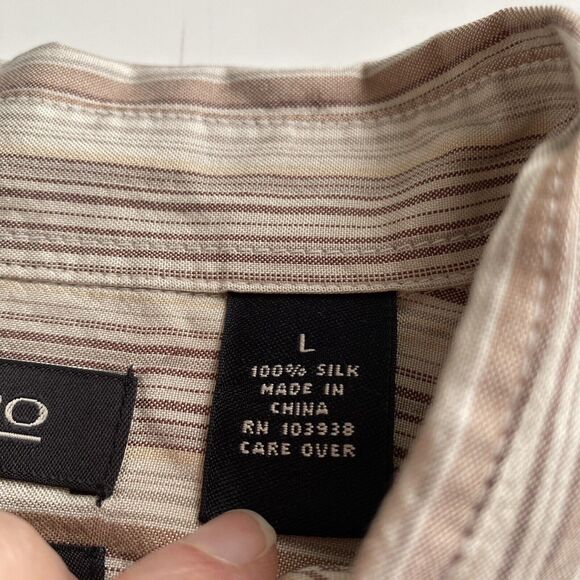 L
100% SILK
MADE IN
CHINA
RN 103938
CARE OVER